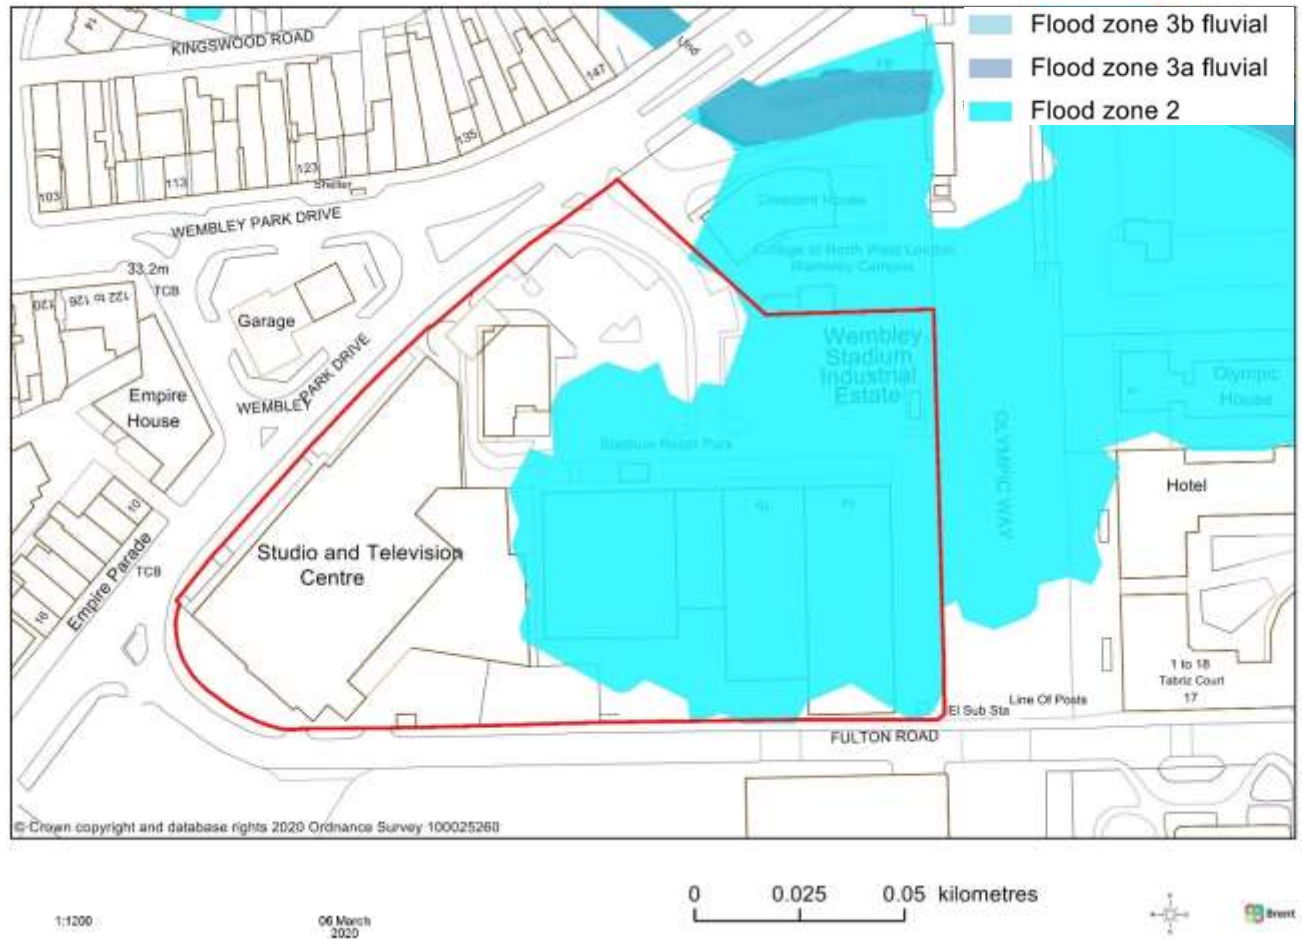 Flood zone 3b fluvial
Flood zone 3a fluvial
Flood zone 2
14
KINGSWOOD ROAD
Und
147
135
127
Shelter
113
103
WEMBLEY PARK DRIVE
33.2m
TCB
122 to 126
120
Garage
Empire
House
WEMBLEY PARK DRIVE
Crescent House
College of North West London
Wembley Campus
Wembley
Stadium
Industrial
Estate
Olympic
House
Stadium Retail Park
OLYMPIC WAY
Hotel
10
Empire Parade
TCB
16
Studio and Television
Centre
1 to 18
Tabriz Court
17
Line Of Posts
El Sub Sta
FULTON ROAD
© Crown copyright and database rights 2020 Ordnance Survey 100025260
0 0.025 0.05 kilometres
1:1200
06 March
2020
Brent